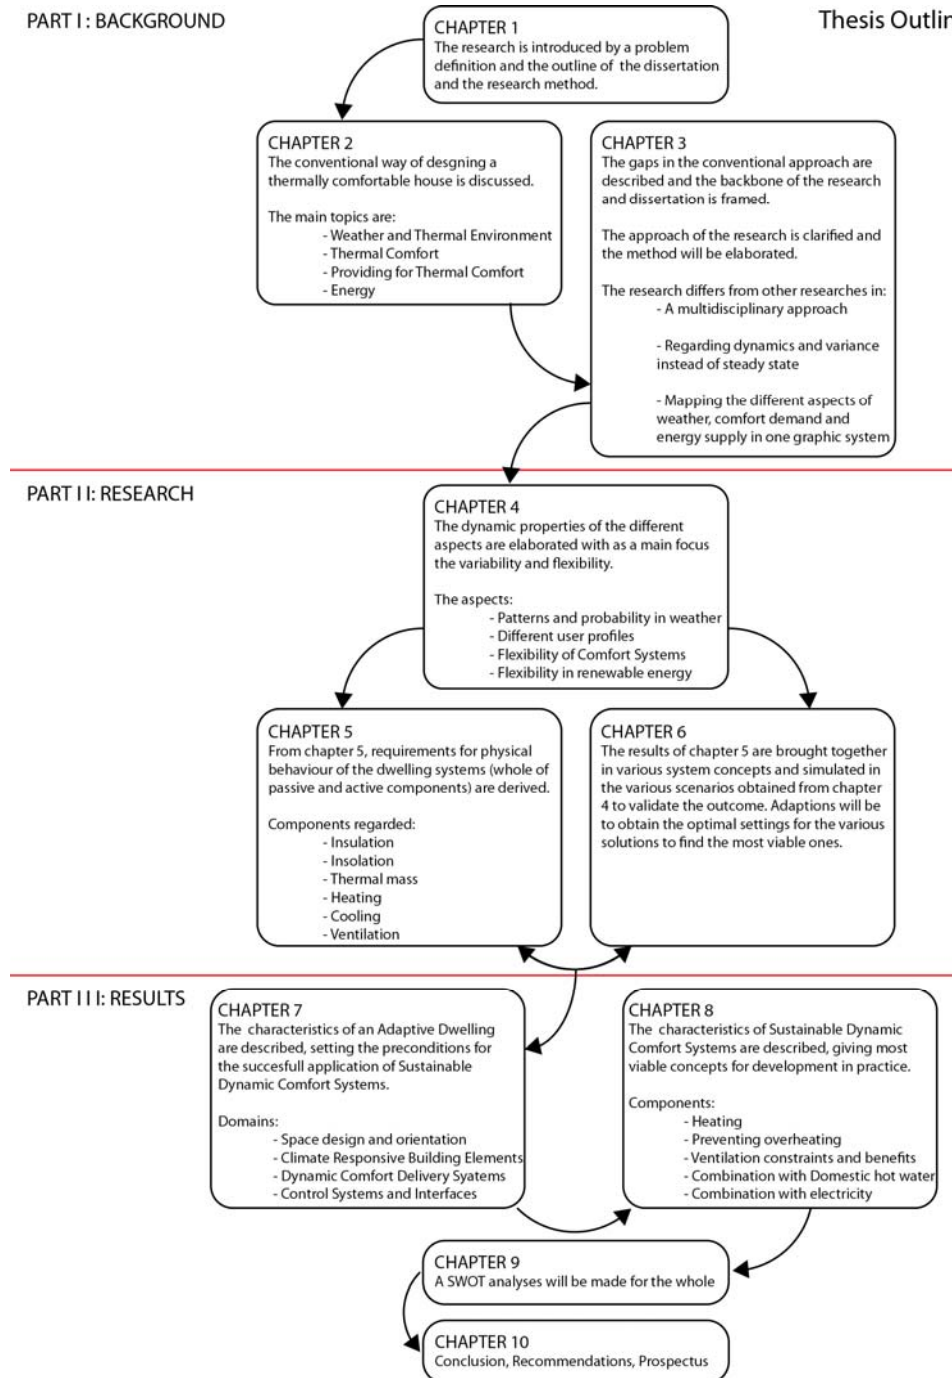 PART I : BACKGROUND
Thesis Outlin
CHAPTER 1
The research is introduced by a problem
definition and the outline of the dissertation
and the research method.
CHAPTER 2
The conventional way of desgning a
thermally comfortable house is discussed.
The main topics are:
- Weather and Thermal Environment
- Thermal Comfort
- Providing for Thermal Comfort
- Energy
CHAPTER 3
The gaps in the conventional approach are
described and the backbone of the research
and dissertation is framed.
The approach of the research is clarified and
the method will be elaborated.
The research differs from other researches in:
- A multidisciplinary approach
- Regarding dynamics and variance
instead of steady state
- Mapping the different aspects of
weather, comfort demand and
energy supply in one graphic system
PART I I: RESEARCH
CHAPTER 4
The dynamic properties of the different
aspects are elaborated with as a main focus
the variability and flexibility.
The aspects:
- Patterns and probability in weather
- Different user profiles
- Flexibility of Comfort Systems
- Flexibility in renewable energy
CHAPTER 5
From chapter 5, requirements for physical
behaviour of the dwelling systems (whole of
passive and active components) are derived.
Components regarded:
- Insulation
- Insolation
- Thermal mass
- Heating
- Cooling
- Ventilation
CHAPTER 6
The results of chapter 5 are brought together
in various system concepts and simulated in
the various scenarios obtained from chapter
4 to validate the outcome. Adaptions will be
to obtain the optimal settings for the various
solutions to find the most viable ones.
PART I I I: RESULTS
CHAPTER 7
The characteristics of an Adaptive Dwelling
are described, setting the preconditions for
the succesfull application of Sustainable
Dynamic Comfort Systems.
Domains:
- Space design and orientation
- Climate Responsive Building Elements
- Dynamic Comfort Delivery Syatems
- Control Systems and Interfaces
CHAPTER 8
The characteristics of Sustainable Dynamic
Comfort Systems are described, giving most
viable concepts for development in practice.
Components:
- Heating
- Preventing overheating
- Ventilation constraints and benefits
- Combination with Domestic hot water
- Combination with electricity
CHAPTER 9
A SWOT analyses will be made for the whole
CHAPTER 10
Conclusion, Recommendations, Prospectus